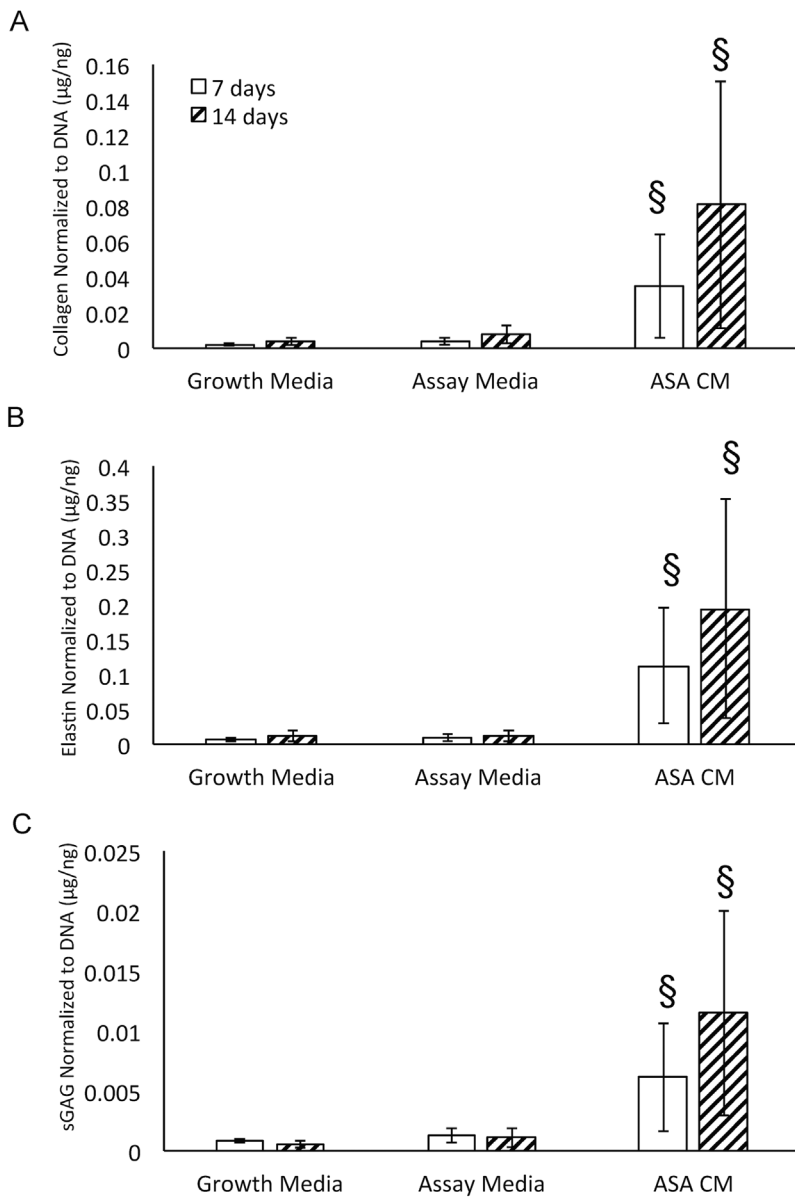 A
Collagen Normalized to DNA (µg/ng)
0.16
0.14
0.12
0.1
0.08
0.06
0.04
0.02
0
7 days
14 days
§
§
Growth Media
Assay Media
ASA CM
B
Elastin Normalized to DNA (µg/ng)
0.4
0.35
0.3
0.25
0.2
0.15
0.1
0.05
0
§
§
Growth Media
Assay Media
ASA CM
C
sGAG Normalized to DNA (µg/ng)
0.025
0.02
0.015
0.01
0.005
0
§
§
Growth Media
Assay Media
ASA CM